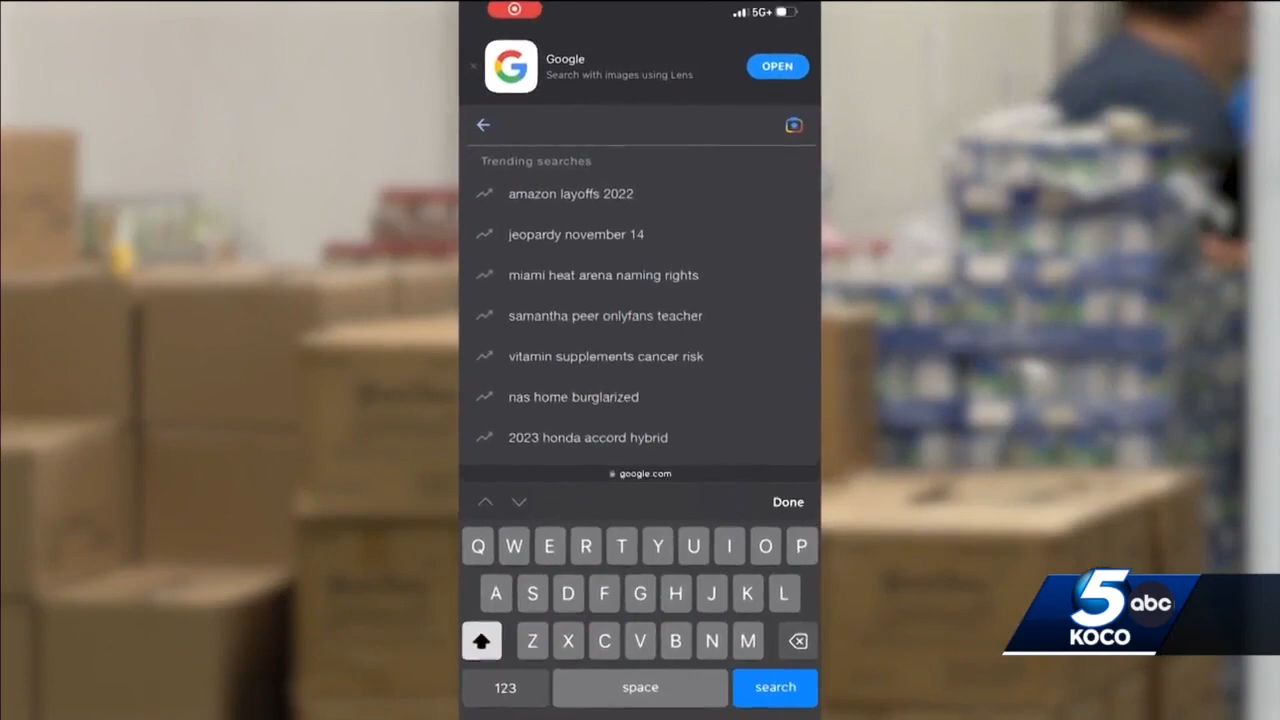 5G+
Google
Search with images using Lens
OPEN
Trending searches
amazon layoffs 2022
jeopardy november 14
miami heat arena naming rights
samantha peer onlyfans teacher
vitamin supplements cancer risk
nas home burglarized
2023 honda accord hybrid
google.com
Done
Q W E R T Y U I O P
A S D F G H J K L
Z X C V B N M
123 space search
5 abc
KOCO